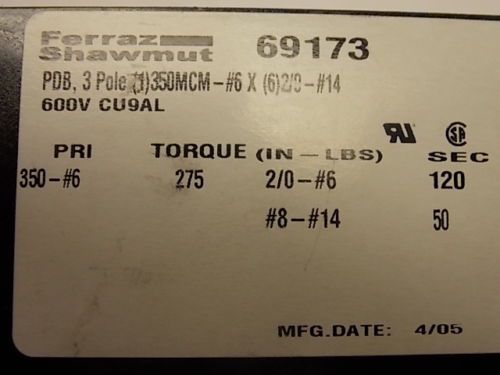 Ferraz
Shawmut 69173
PDB, 3 Pole (1)350MCM-#6 X (6)2/0-#14
600V CU9AL
PRI TORQUE (IN-LBS) SEC
350-#6 275 2/0-#6 120
#8-#14 50
MFG.DATE: 4/05